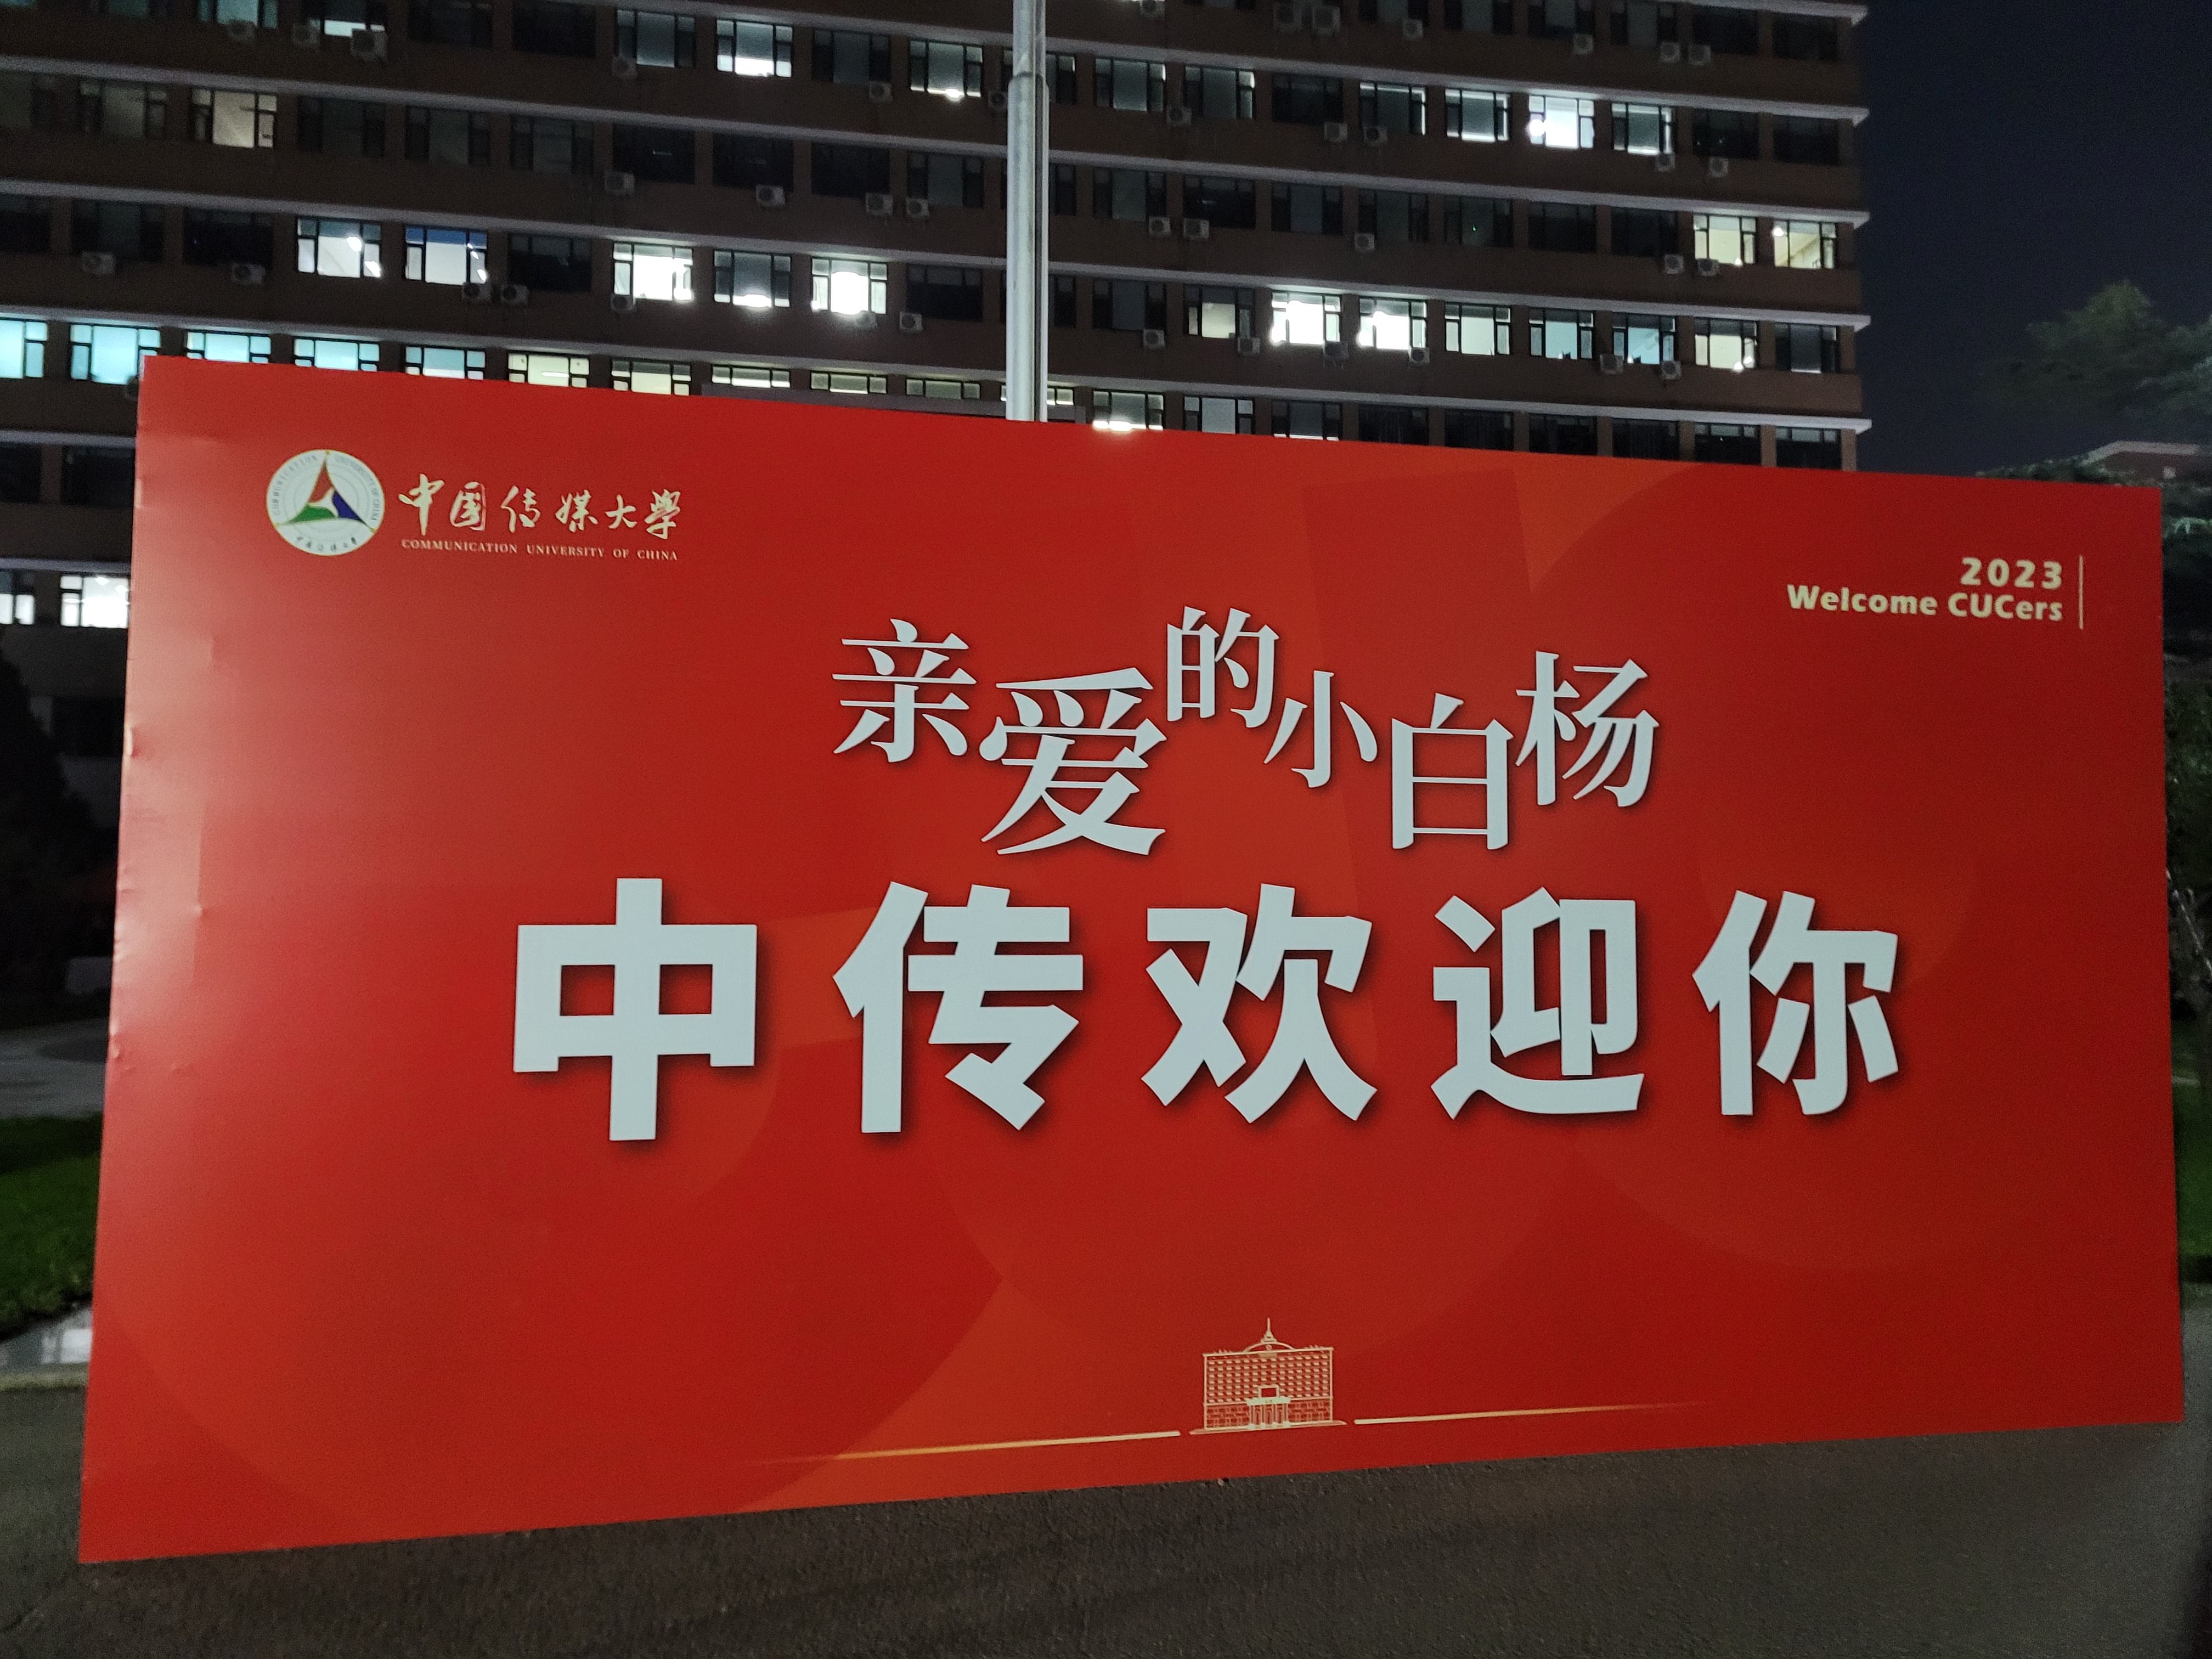 中国传媒大学
COMMUNICATION UNIVERSITY OF CHINA
2023
Welcome CUCers
亲爱的小白杨
中传欢迎你